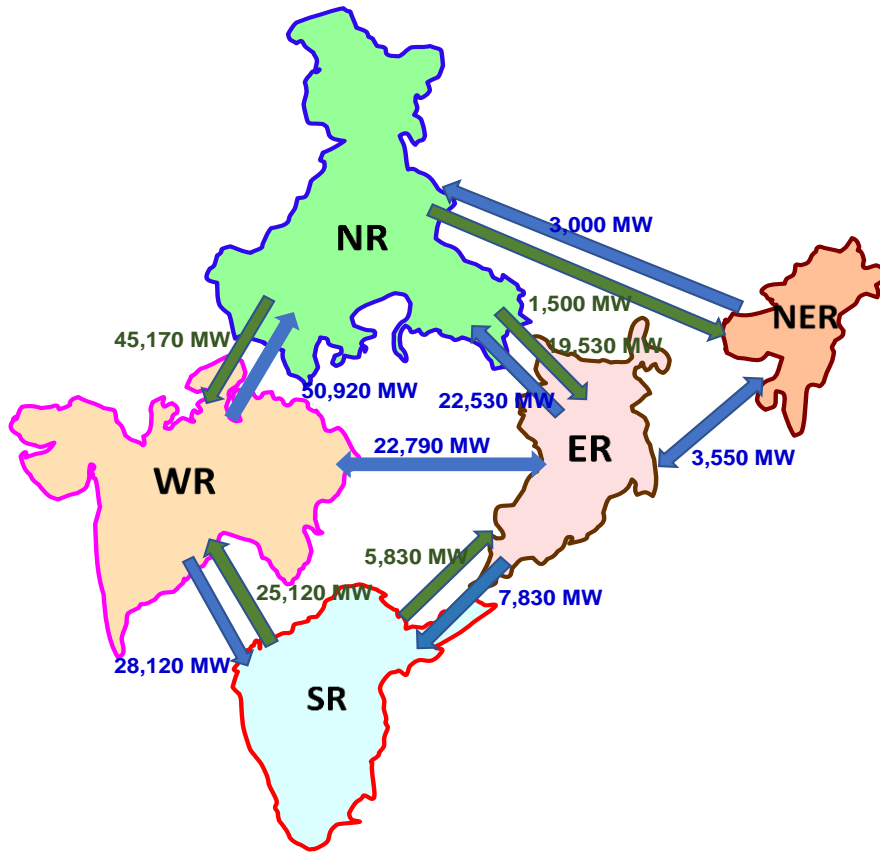 3,000 MW
NR
1,500 MW
NER
45,170 MW
19,530 MW
50,920 MW
22,530 MW
22,790 MW
ER
3,550 MW
WR
5,830 MW
25,120 MW
7,830 MW
28,120 MW
SR